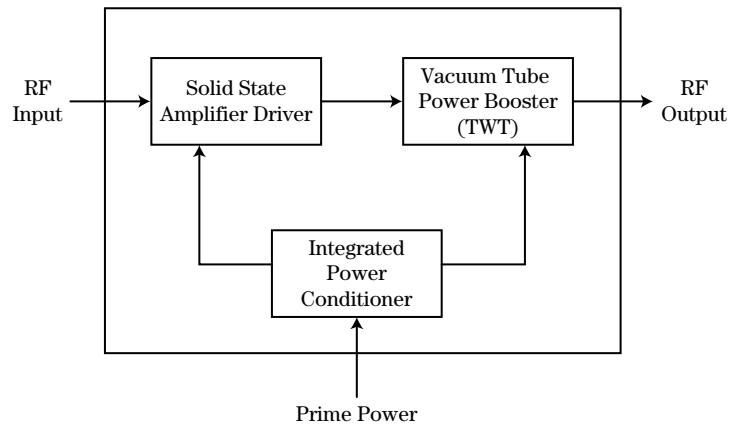 RF
Input
Solid State
Amplifier Driver
Vacuum Tube
Power Booster
(TWT)
RF
Output
Integrated
Power
Conditioner
Prime Power